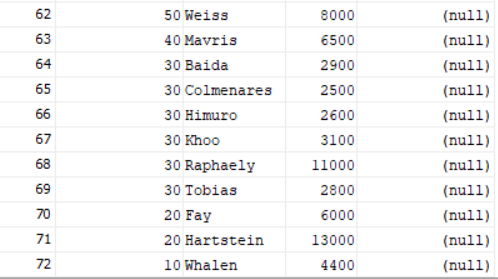 62 50 Weiss 8000 (null)
63 40 Mavris 6500 (null)
64 30 Baida 2900 (null)
65 30 Colmenares 2500 (null)
66 30 Himuro 2600 (null)
67 30 Khoo 3100 (null)
68 30 Raphaely 11000 (null)
69 30 Tobias 2800 (null)
70 20 Fay 6000 (null)
71 20 Hartstein 13000 (null)
72 10 Whalen 4400 (null)